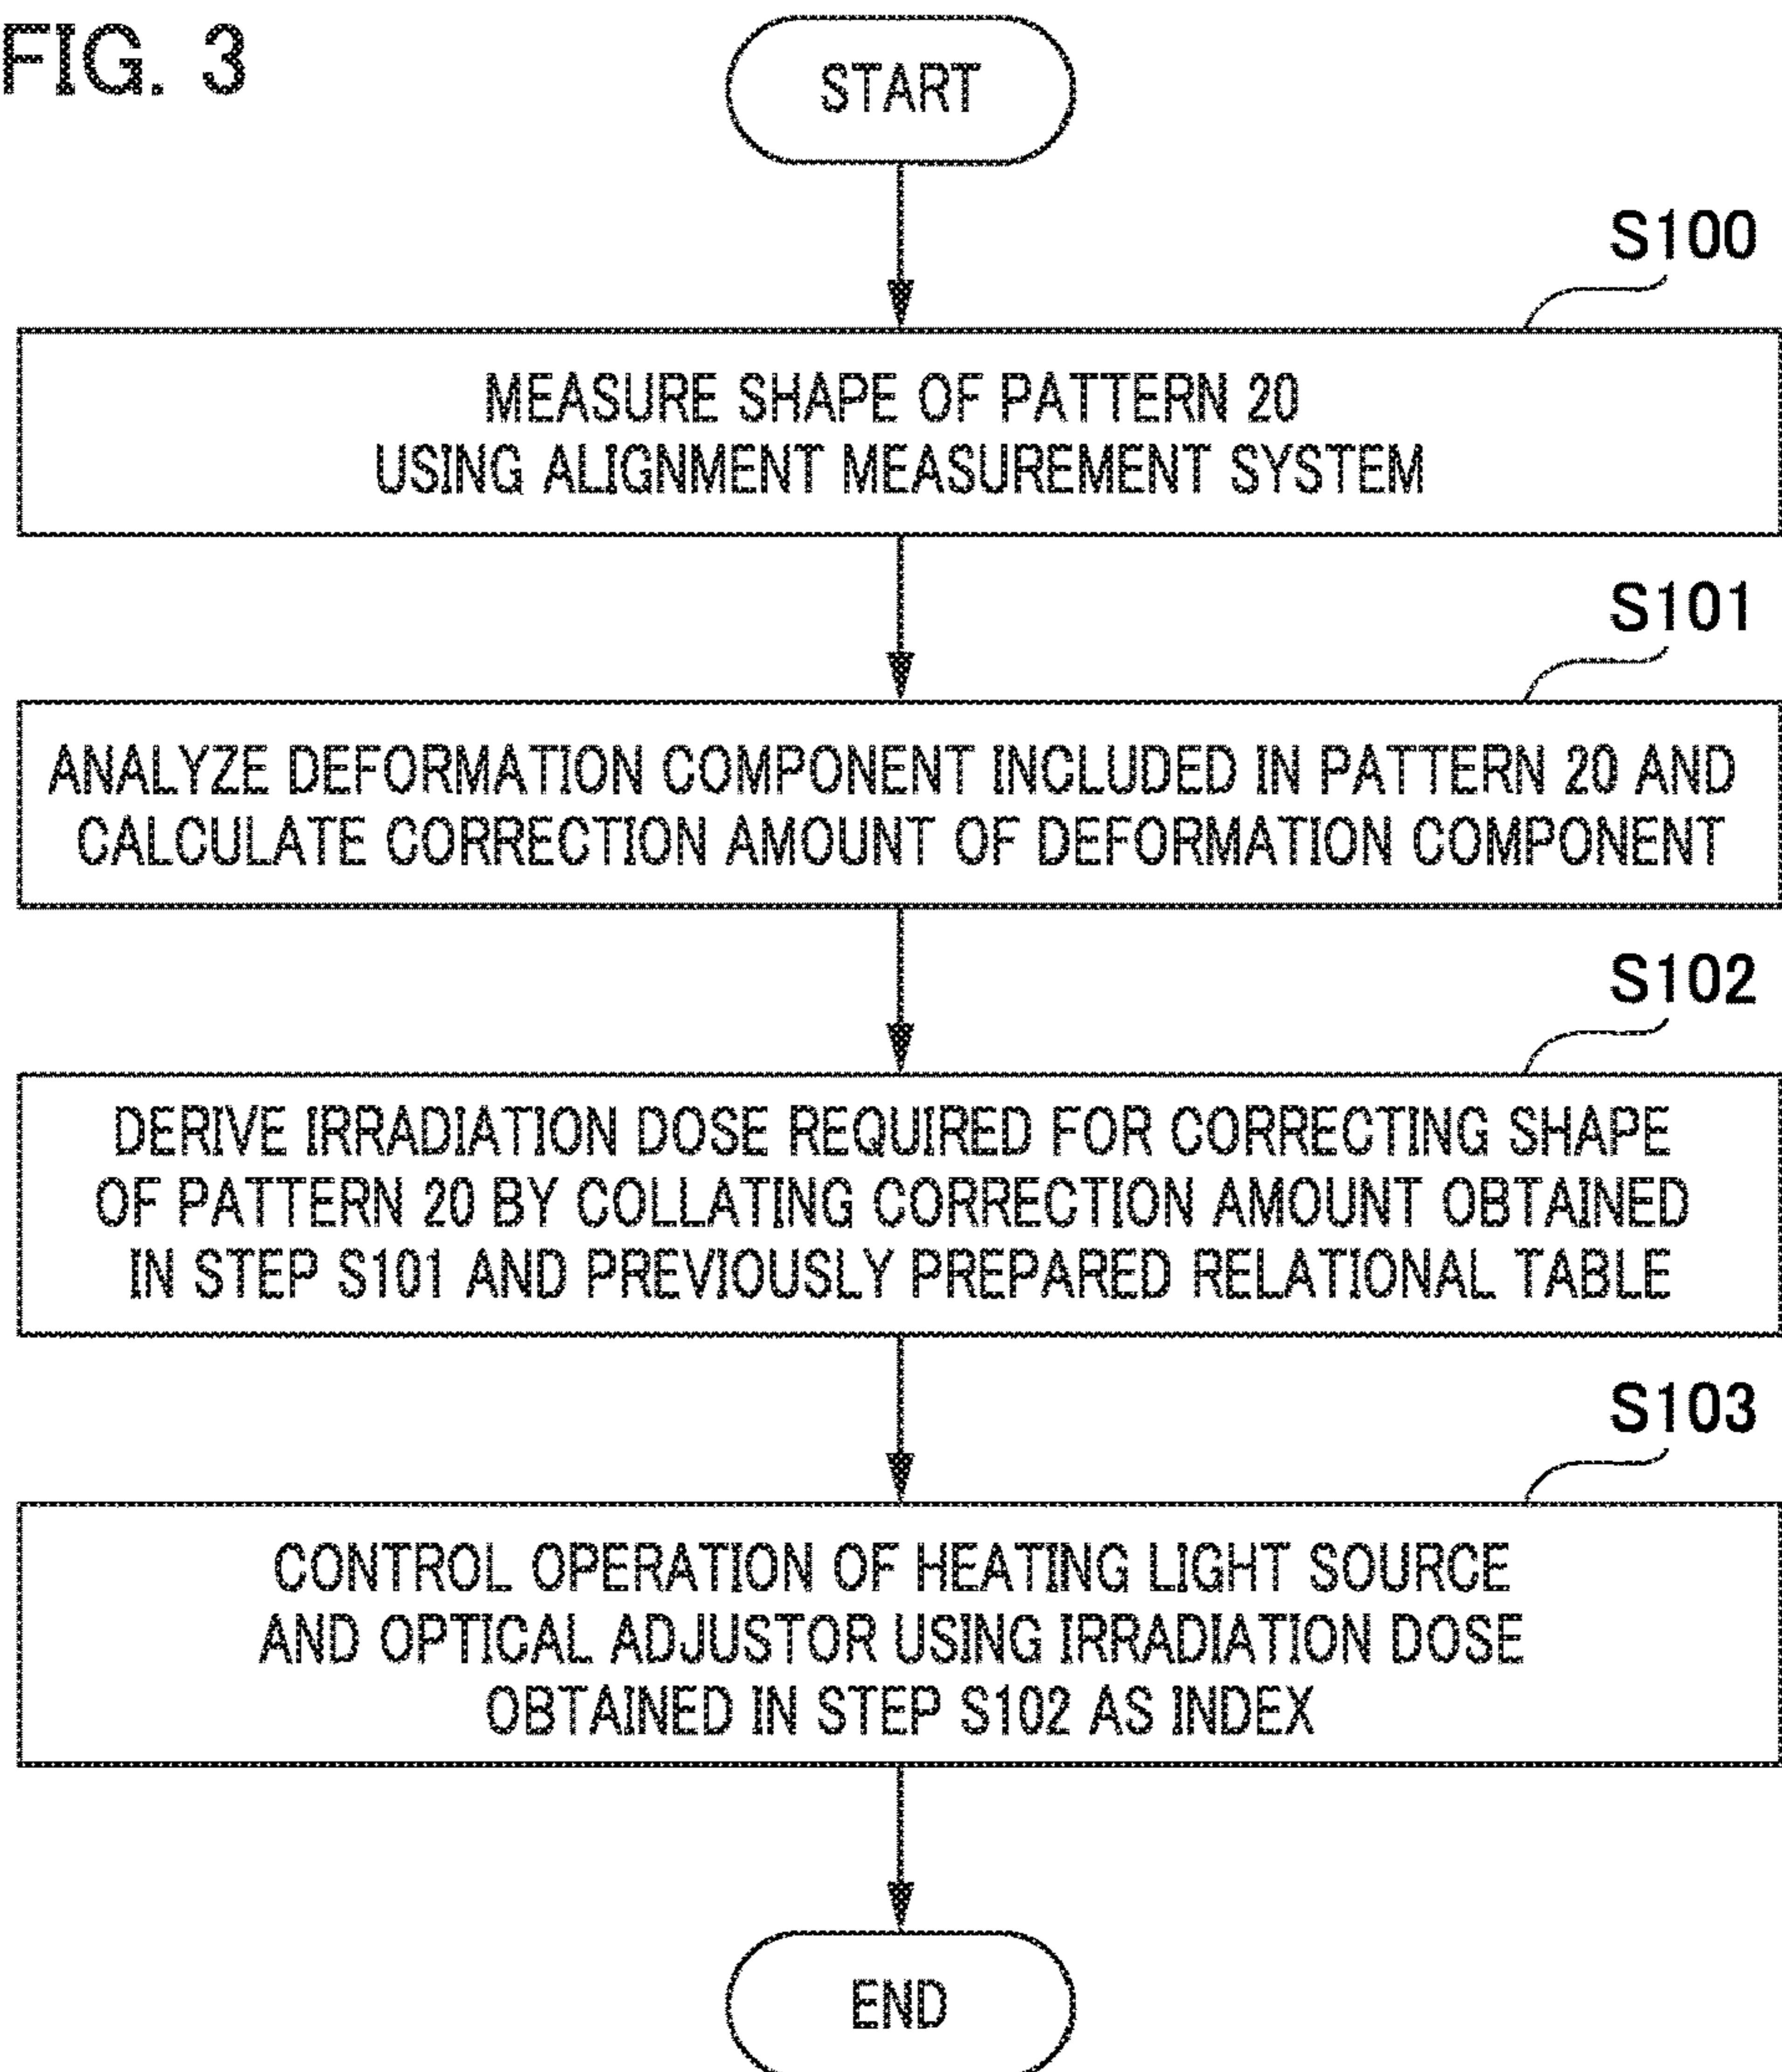 FIG. 3
START
S100
MEASURE SHAPE OF PATTERN 20
USING ALIGNMENT MEASUREMENT SYSTEM
S101
ANALYZE DEFORMATION COMPONENT INCLUDED IN PATTERN 20 AND
CALCULATE CORRECTION AMOUNT OF DEFORMATION COMPONENT
S102
DERIVE IRRADIATION DOSE REQUIRED FOR CORRECTING SHAPE
OF PATTERN 20 BY COLLATING CORRECTION AMOUNT OBTAINED
IN STEP S101 AND PREVIOUSLY PREPARED RELATIONAL TABLE
S103
CONTROL OPERATION OF HEATING LIGHT SOURCE
AND OPTICAL ADJUSTOR USING IRRADIATION DOSE
OBTAINED IN STEP S102 AS INDEX
END